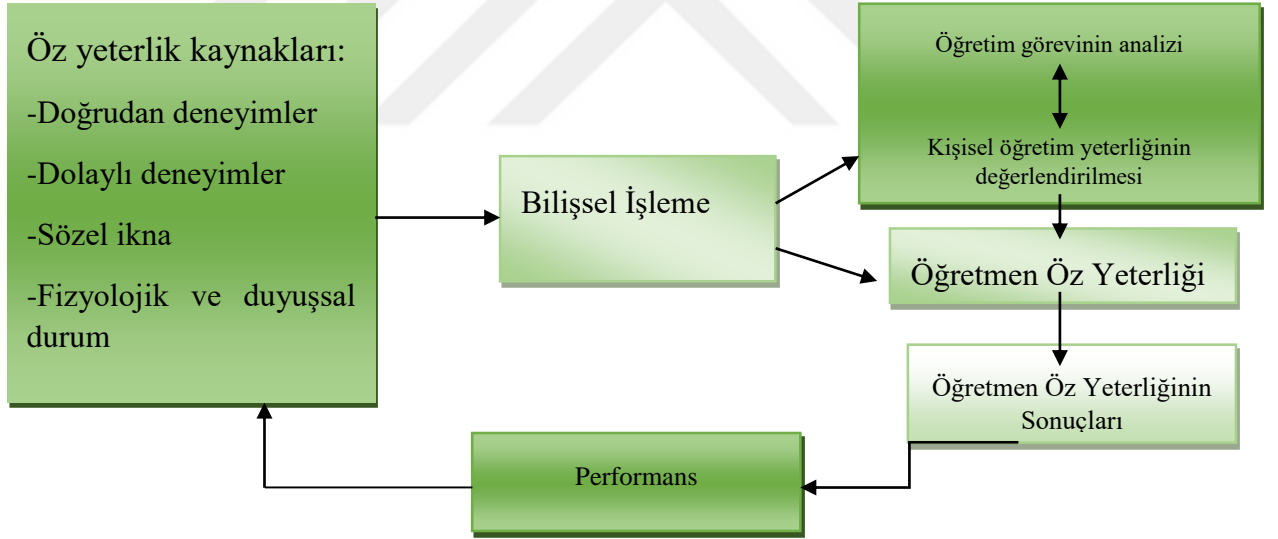 Öz yeterlik kaynakları:
-Doğrudan deneyimler
-Dolaylı deneyimler
-Sözel ikna
-Fizyolojik ve duyuşsal
durum
Bilişsel İşleme
Öğretim görevinin analizi
Kişisel öğretim yeterliğinin
değerlendirilmesi
Öğretmen Öz Yeterliği
Öğretmen Öz Yeterliğinin
Sonuçları
Performans